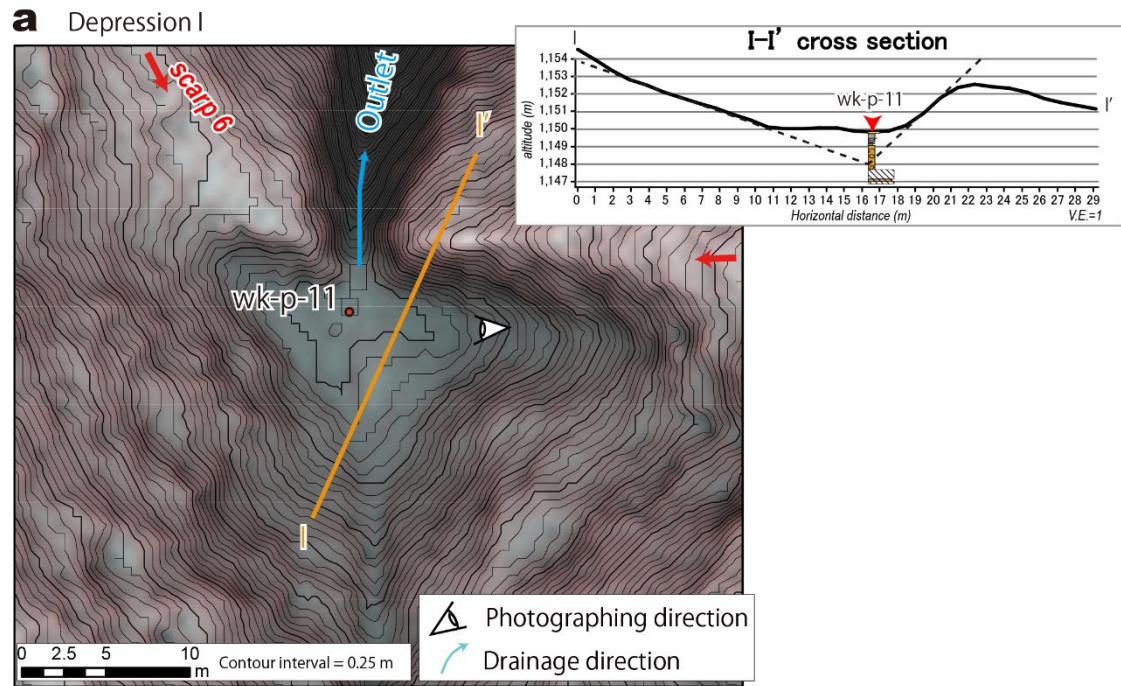 a Depression I
scarp 6
Outlet
I'
wk-p-11
I
I-I' cross section
altitude (m)
1,154
1,153
1,152
1,151
1,150
1,149
1,148
1,147
I
wk-p-11
I'
0 1 2 3 4 5 6 7 8 9 10 11 12 13 14 15 16 17 18 19 20 21 22 23 24 25 26 27 28 29
Horizontal distance (m)
V.E.=1
Photographing direction
Drainage direction
0 2.5 5 10
m
Contour interval = 0.25 m